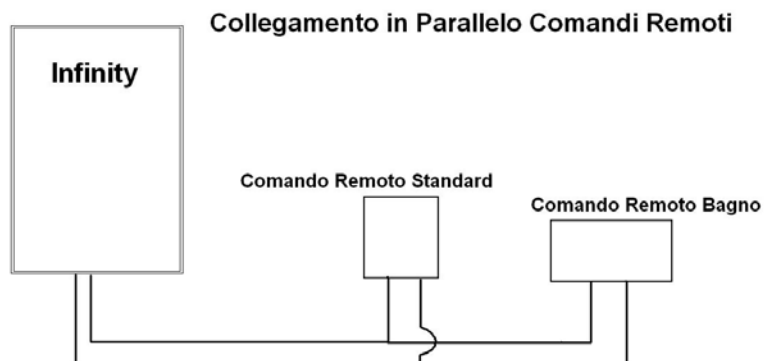 Collegamento in Parallelo Comandi Remoti
Infinity
Comando Remoto Standard
Comando Remoto Bagno